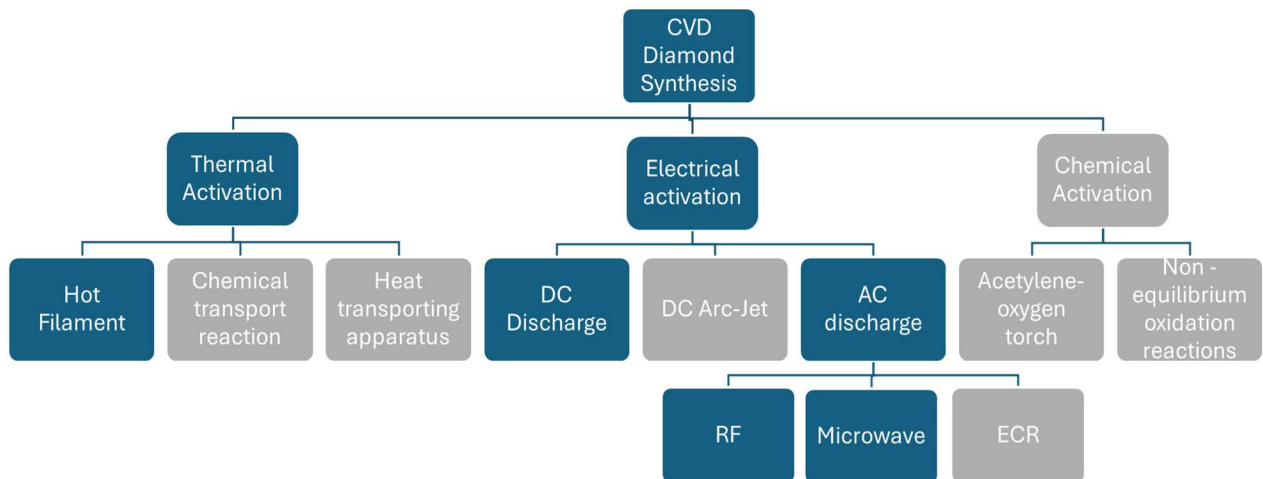 CVD
Diamond
Synthesis
Thermal
Activation
Electrical
activation
Chemical
Activation
Hot
Filament
Chemical
transport
reaction
Heat
transporting
apparatus
DC
Discharge
DC Arc-Jet
AC
discharge
Acetylene-
oxygen
torch
Non -
equilibrium
oxidation
reactions
RF
Microwave
ECR